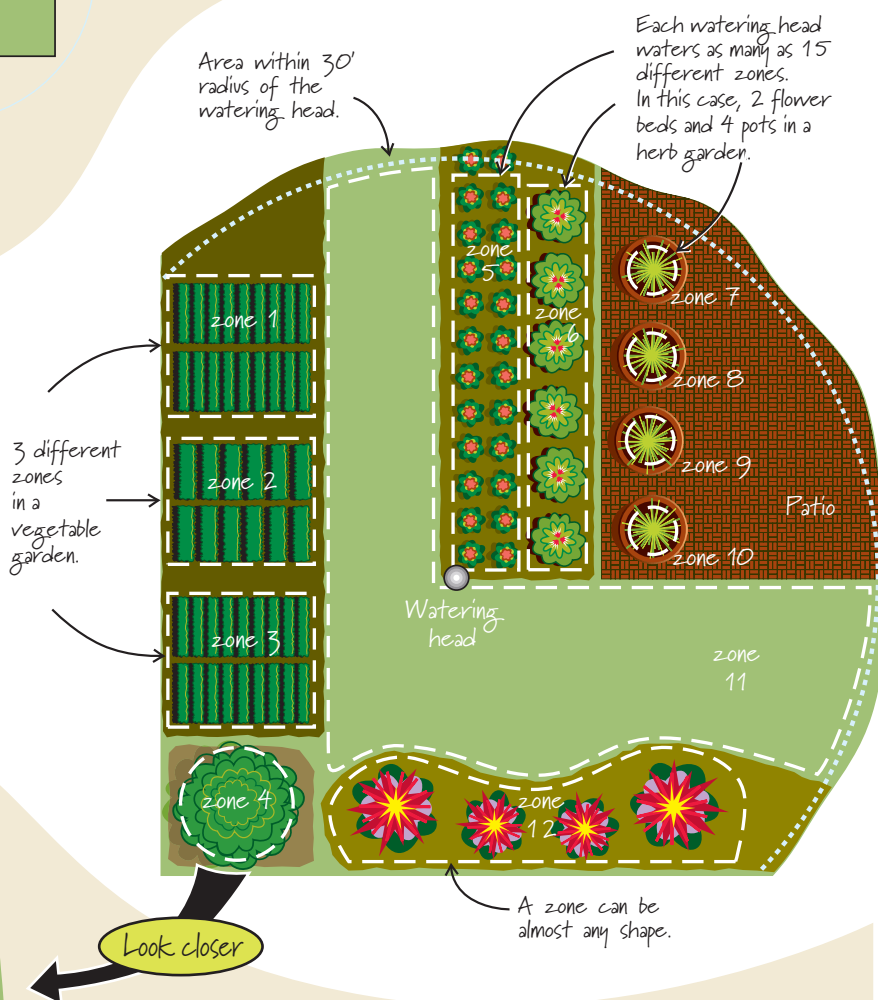 Area within 30'
radius of the
watering head.
Each watering head
waters as many as 15
different zones.
In this case, 2 flower
beds and 4 pots in a
herb garden.
zone
5
zone
6
zone 7
zone 8
zone 9
zone 10
Patio
zone 1
zone 2
zone 3
3 different
zones
in a
vegetable
garden.
Watering
head
zone
11
zone 4
zone
12
A zone can be
almost any shape.
Look closer